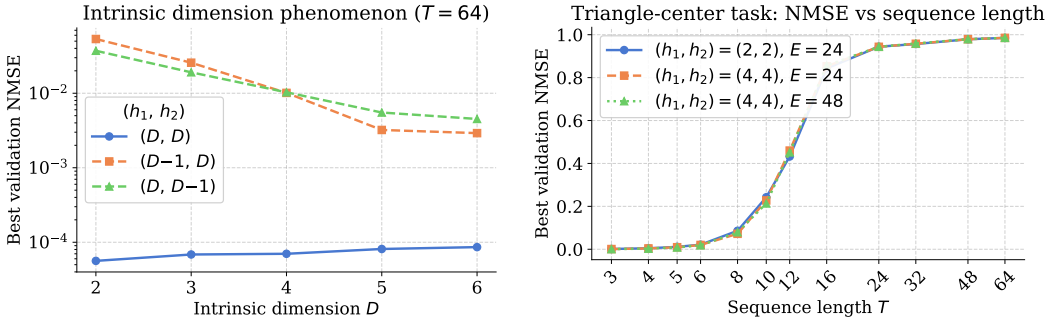 Intrinsic dimension phenomenon (T = 64)
Best validation NMSE
10⁻²
10⁻³
10⁻⁴
(h₁, h₂)
(D, D)
(D−1, D)
(D, D−1)
2 3 4 5 6
Intrinsic dimension D
Triangle-center task: NMSE vs sequence length
Best validation NMSE
1.0
0.8
0.6
0.4
0.2
0.0
(h₁, h₂) = (2, 2), E = 24
(h₁, h₂) = (4, 4), E = 24
(h₁, h₂) = (4, 4), E = 48
3 4 5 6 8 10 12 16 24 32 48 64
Sequence length T